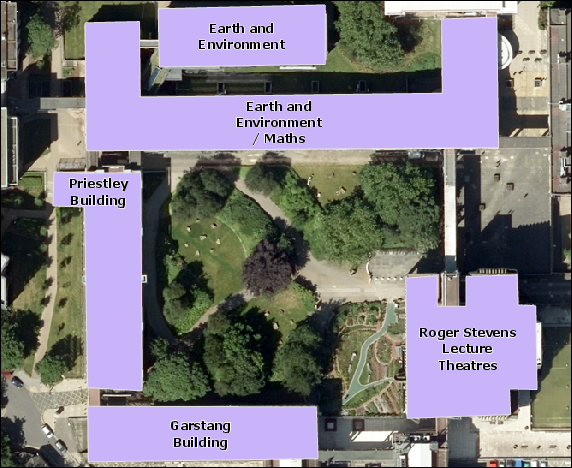 Earth and
Environment
Earth and
Environment
/ Maths
Priestley
Building
Roger Stevens
Lecture
Theatres
Garstang
Building